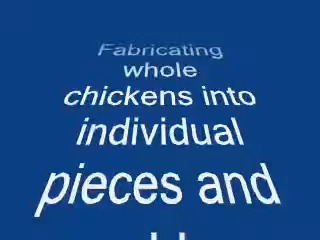 Fabricating
whole
chickens into
individual
pieces and